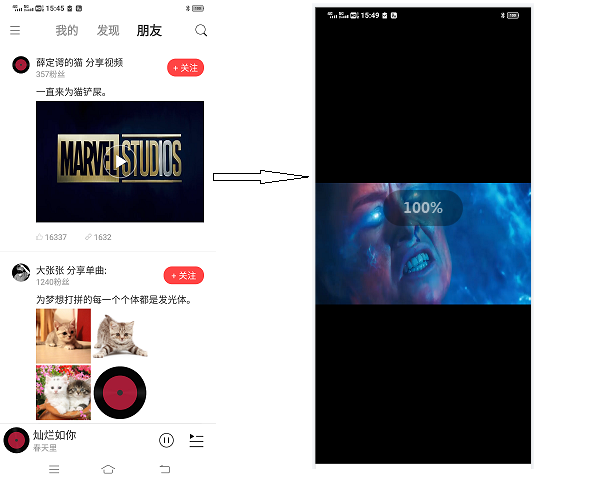 15:45
我的 发现 朋友
薛定谔的猫 分享视频
357粉丝
+ 关注
一直来为猫铲屎。
MARVEL STUDIOS
16337 1632
大张张 分享单曲:
1240粉丝
+ 关注
为梦想打拼的每一个个体都是发光体。
灿烂如你
春天里
15:49
100%